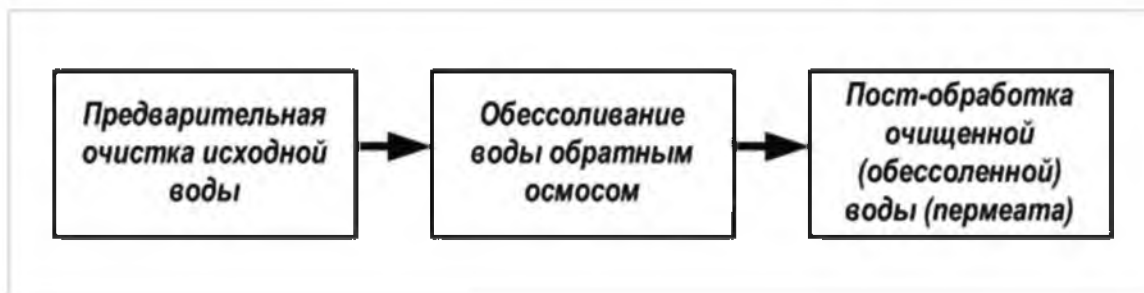 Предварительная
очистка исходной
воды
Обессоливание
воды обратным
осмосом
Пост-обработка
очищенной
(обессоленной)
воды (пермеата)